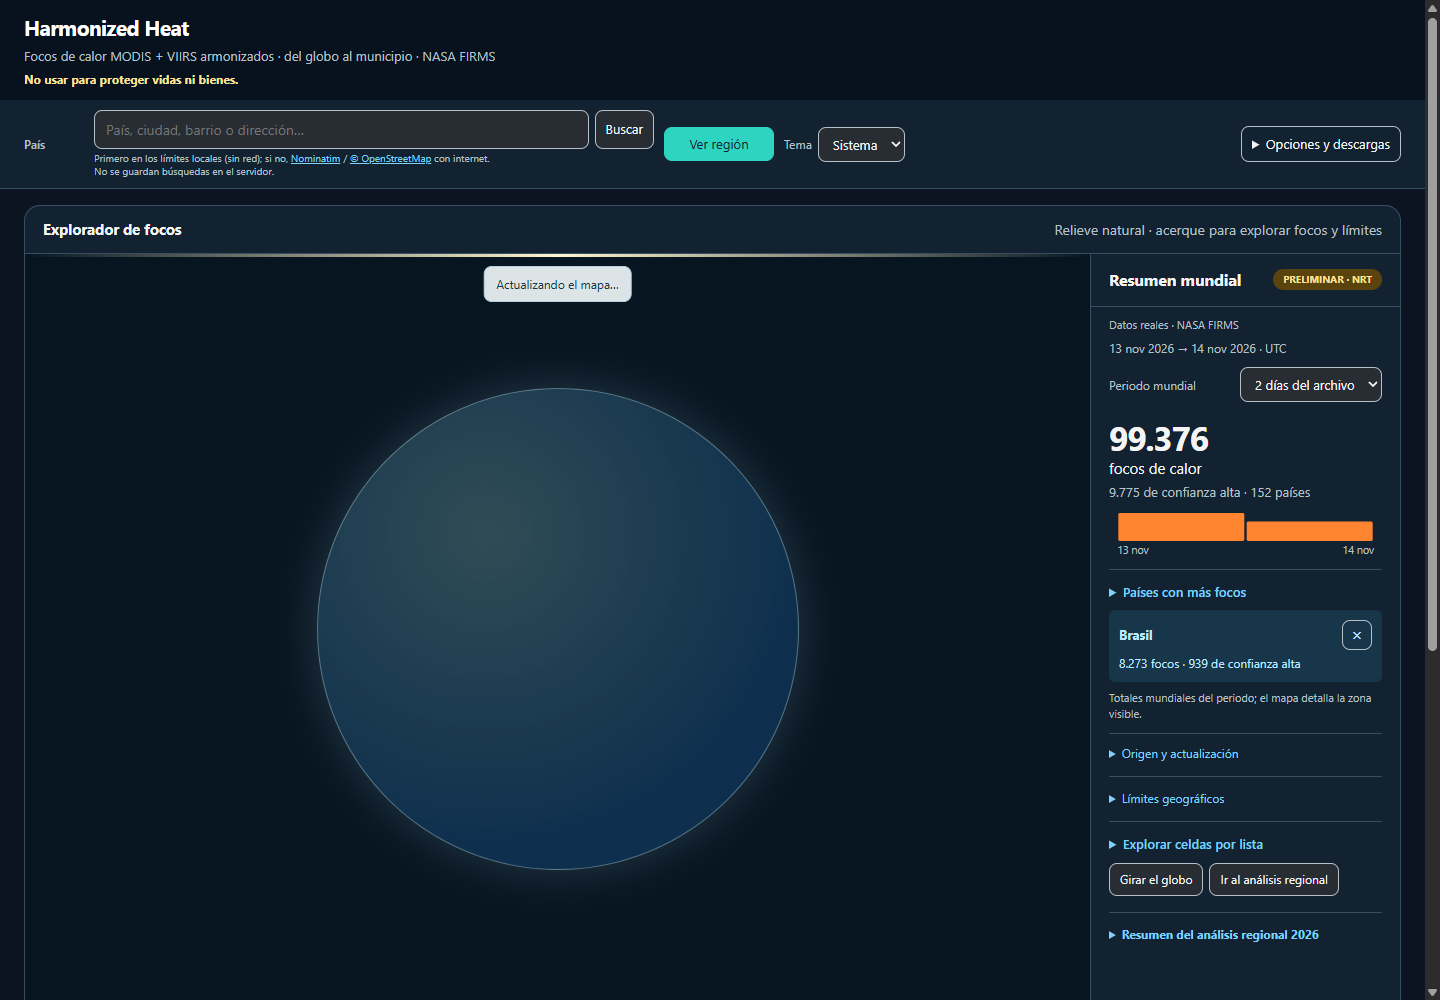 Harmonized Heat
Focos de calor MODIS + VIIRS armonizados · del globo al municipio · NASA FIRMS
No usar para proteger vidas ni bienes.
País
País, ciudad, barrio o dirección...
Buscar
Primero en los límites locales (sin red); si no, Nominatim / © OpenStreetMap con internet.
No se guardan búsquedas en el servidor.
Ver región
Tema
Sistema
▶ Opciones y descargas
Explorador de focos
Relieve natural · acerque para explorar focos y límites
Actualizando el mapa...
Resumen mundial
PRELIMINAR · NRT
Datos reales · NASA FIRMS
13 nov 2026 → 14 nov 2026 · UTC
Periodo mundial
2 días del archivo
99.376
focos de calor
9.775 de confianza alta · 152 países
13 nov
14 nov
▶ Países con más focos
Brasil
×
8.273 focos · 939 de confianza alta
Totales mundiales del periodo; el mapa detalla la zona
visible.
▶ Origen y actualización
▶ Límites geográficos
▶ Explorar celdas por lista
Girar el globo
Ir al análisis regional
▶ Resumen del análisis regional 2026